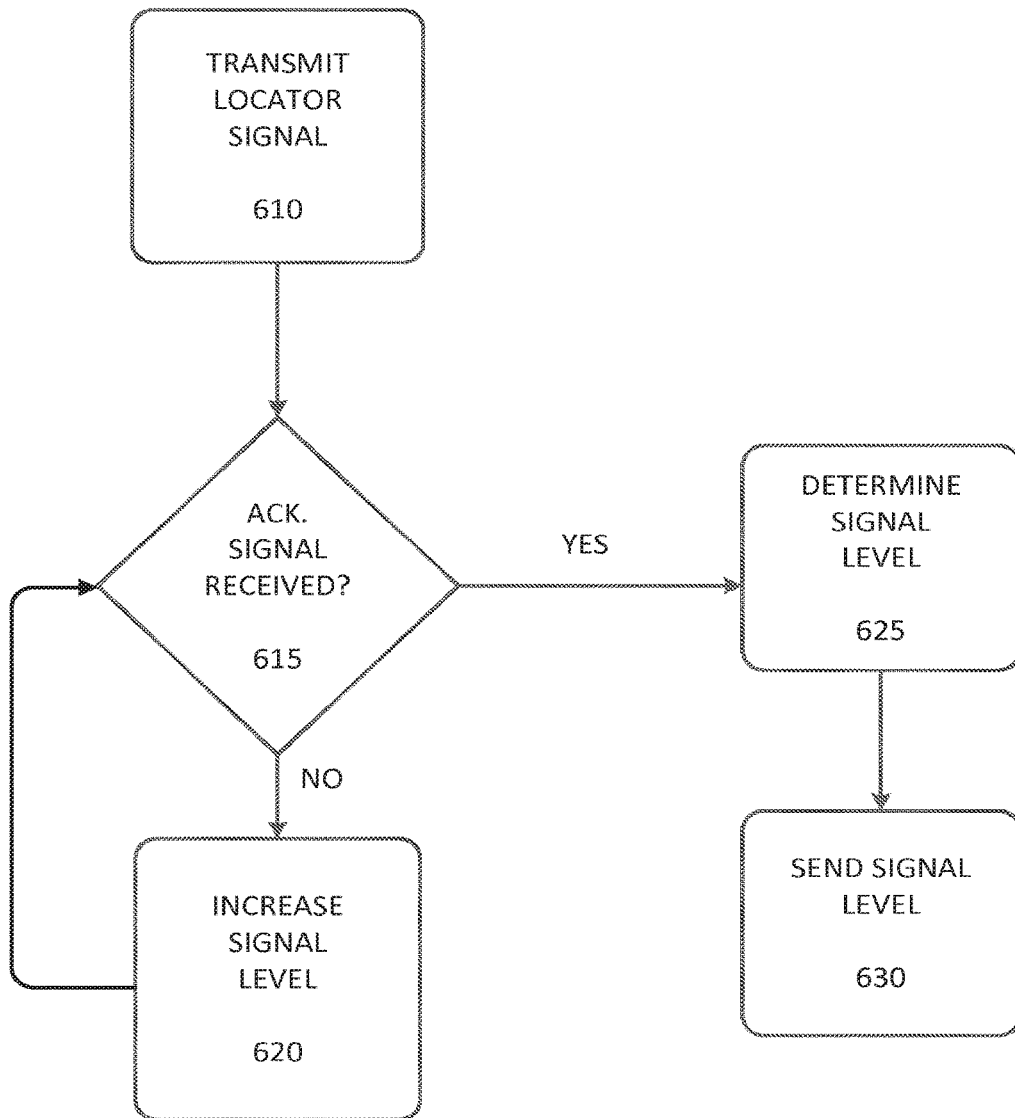 TRANSMIT
LOCATOR
SIGNAL
610
ACK.
SIGNAL
RECEIVED?
615
YES
DETERMINE
SIGNAL
LEVEL
625
NO
INCREASE
SIGNAL
LEVEL
620
SEND SIGNAL
LEVEL
630